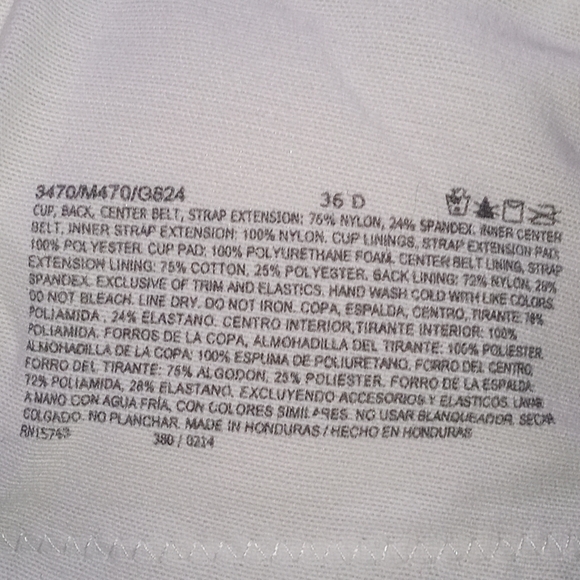 3470/M470/G824 36 D
CUP, BACK, CENTER BELT, STRAP EXTENSION: 76% NYLON, 24% SPANDEX. INNER CENTER
BELT, INNER STRAP EXTENSION: 100% NYLON. CUP LININGS, STRAP EXTENSION PAD:
100% POLYESTER. CUP PAD: 100% POLYURETHANE FOAM. CENTER BELT LINING, STRAP
EXTENSION LINING: 75% COTTON, 25% POLYESTER. BACK LINING: 72% NYLON, 28%
SPANDEX. EXCLUSIVE OF TRIM AND ELASTICS. HAND WASH COLD WITH LIKE COLORS.
DO NOT BLEACH. LINE DRY. DO NOT IRON. COPA, ESPALDA, CENTRO, TIRANTE: 76%
POLIAMIDA, 24% ELASTANO. CENTRO INTERIOR, TIRANTE INTERIOR: 100%
POLIAMIDA. FORROS DE LA COPA, ALMOHADILLA DEL TIRANTE: 100% POLIESTER.
ALMOHADILLA DE LA COPA: 100% ESPUMA DE POLIURETANO. FORRO DEL CENTRO,
FORRO DEL TIRANTE: 75% ALGODON, 25% POLIESTER. FORRO DE LA ESPALDA:
72% POLIAMIDA, 28% ELASTANO. EXCLUYENDO ACCESORIOS Y ELASTICOS. LAVAR
A MANO CON AGUA FRÍA, CON COLORES SIMILARES. NO USAR BLANQUEADOR. SECAR
COLGADO. NO PLANCHAR. MADE IN HONDURAS / HECHO EN HONDURAS
RN15743 380 / 0214